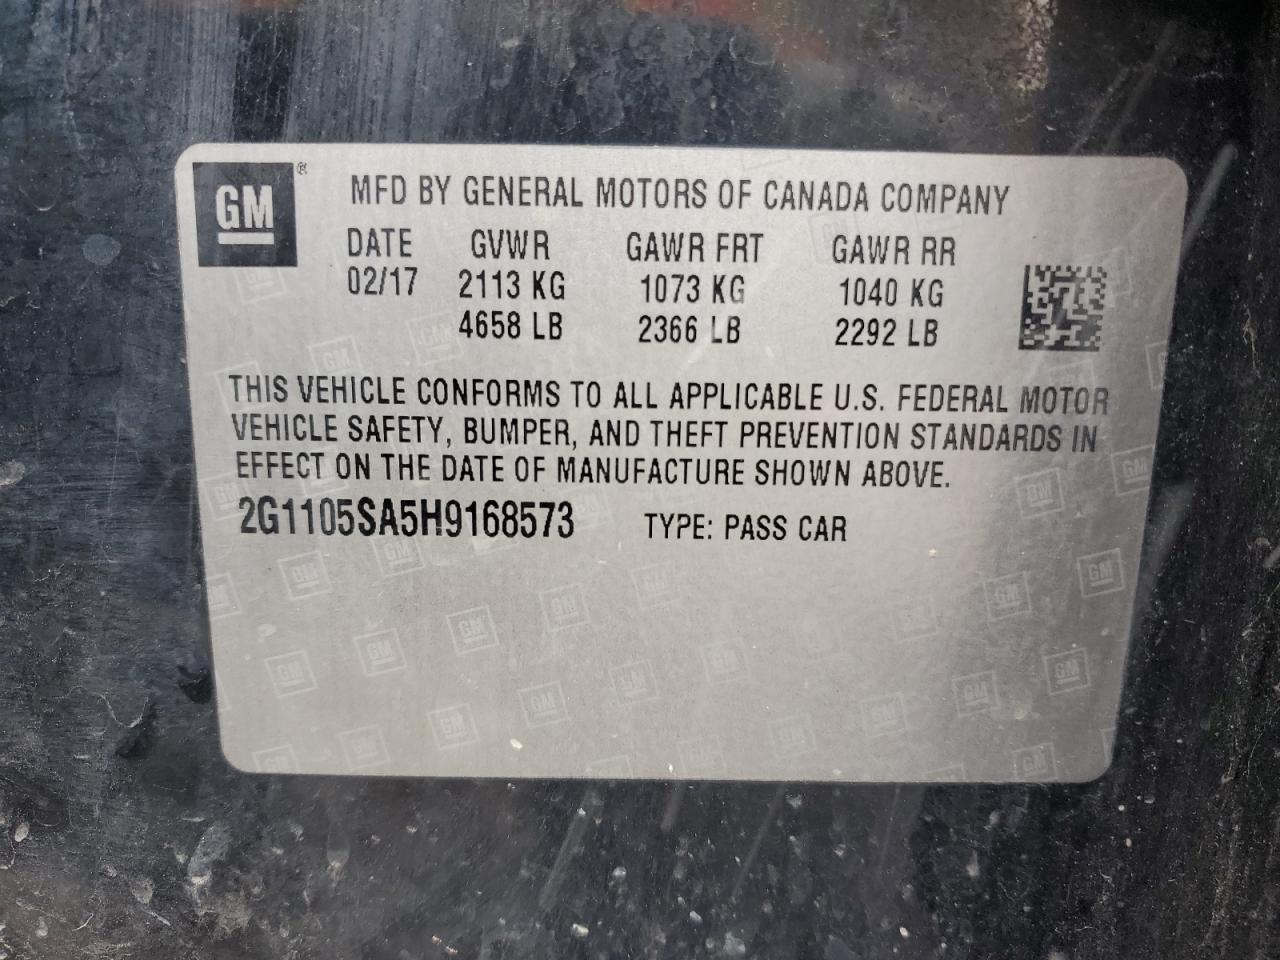 GM ® MFD BY GENERAL MOTORS OF CANADA COMPANY
DATE GVWR GAWR FRT GAWR RR
02/17 2113 KG 1073 KG 1040 KG
4658 LB 2366 LB 2292 LB
THIS VEHICLE CONFORMS TO ALL APPLICABLE U.S. FEDERAL MOTOR
VEHICLE SAFETY, BUMPER, AND THEFT PREVENTION STANDARDS IN
EFFECT ON THE DATE OF MANUFACTURE SHOWN ABOVE.
2G1105SA5H9168573 TYPE: PASS CAR